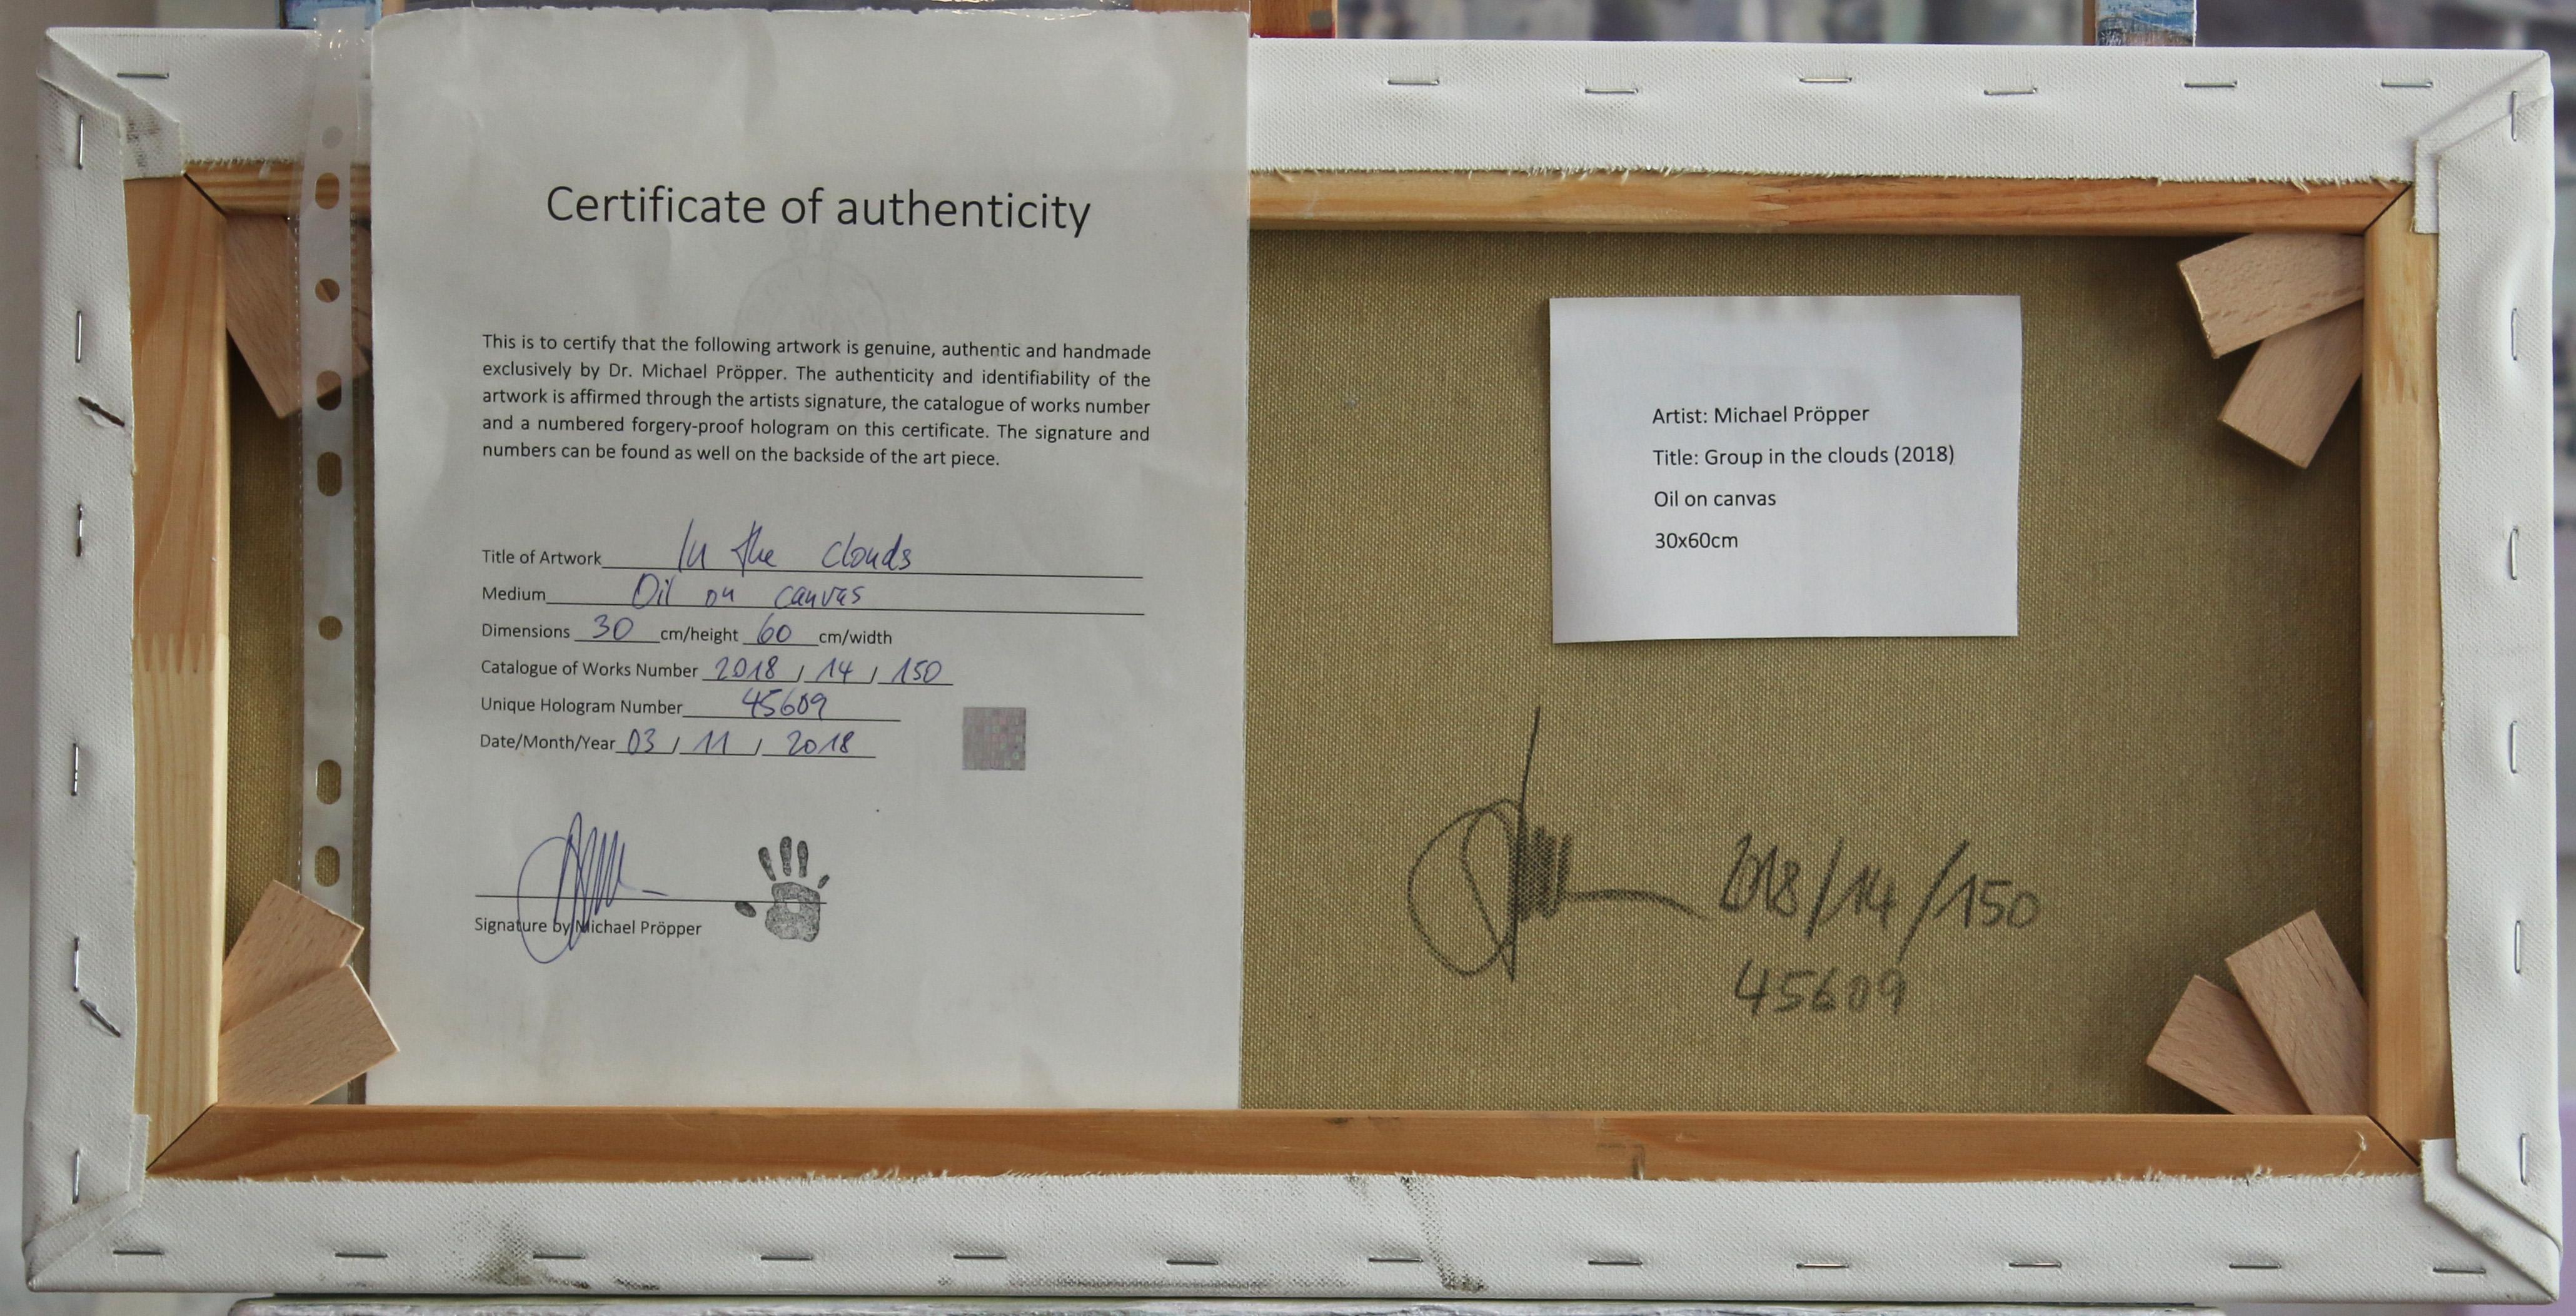 Certificate of authenticity
This is to certify that the following artwork is genuine, authentic and handmade
exclusively by Dr. Michael Pröpper. The authenticity and identifiability of the
artwork is affirmed through the artists signature, the catalogue of works number
and a numbered forgery-proof hologram on this certificate. The signature and
numbers can be found as well on the backside of the art piece.
Title of Artwork In the clouds
Medium Oil on canvas
Dimensions 30 cm/height 60 cm/width
Catalogue of Works Number 2018 / 14 / 150
Unique Hologram Number 45609
Date/Month/Year 03 / 11 / 2018
Signature by Michael Pröpper
Artist: Michael Pröpper
Title: Group in the clouds (2018)
Oil on canvas
30x60cm
2018/14/150
45609